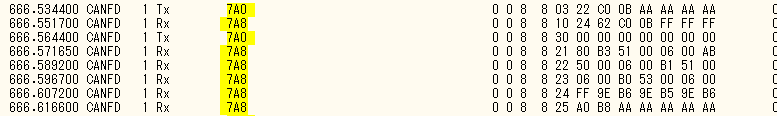 666.534400 CANFD 1 Tx 7A0 0 0 8 8 03 22 C0 0B AA AA AA AA
666.551700 CANFD 1 Rx 7A8 0 0 8 8 10 24 62 C0 0B FF FF FF
666.564400 CANFD 1 Tx 7A0 0 0 8 8 30 00 00 00 00 00 00 00
666.571650 CANFD 1 Rx 7A8 0 0 8 8 21 80 B3 51 00 06 00 AB
666.589200 CANFD 1 Rx 7A8 0 0 8 8 22 50 00 06 00 B1 51 00
666.596700 CANFD 1 Rx 7A8 0 0 8 8 23 06 00 B0 53 00 06 00
666.607200 CANFD 1 Rx 7A8 0 0 8 8 24 FF 9E B6 9E B5 9E B6
666.616600 CANFD 1 Rx 7A8 0 0 8 8 25 A0 B8 AA AA AA AA AA